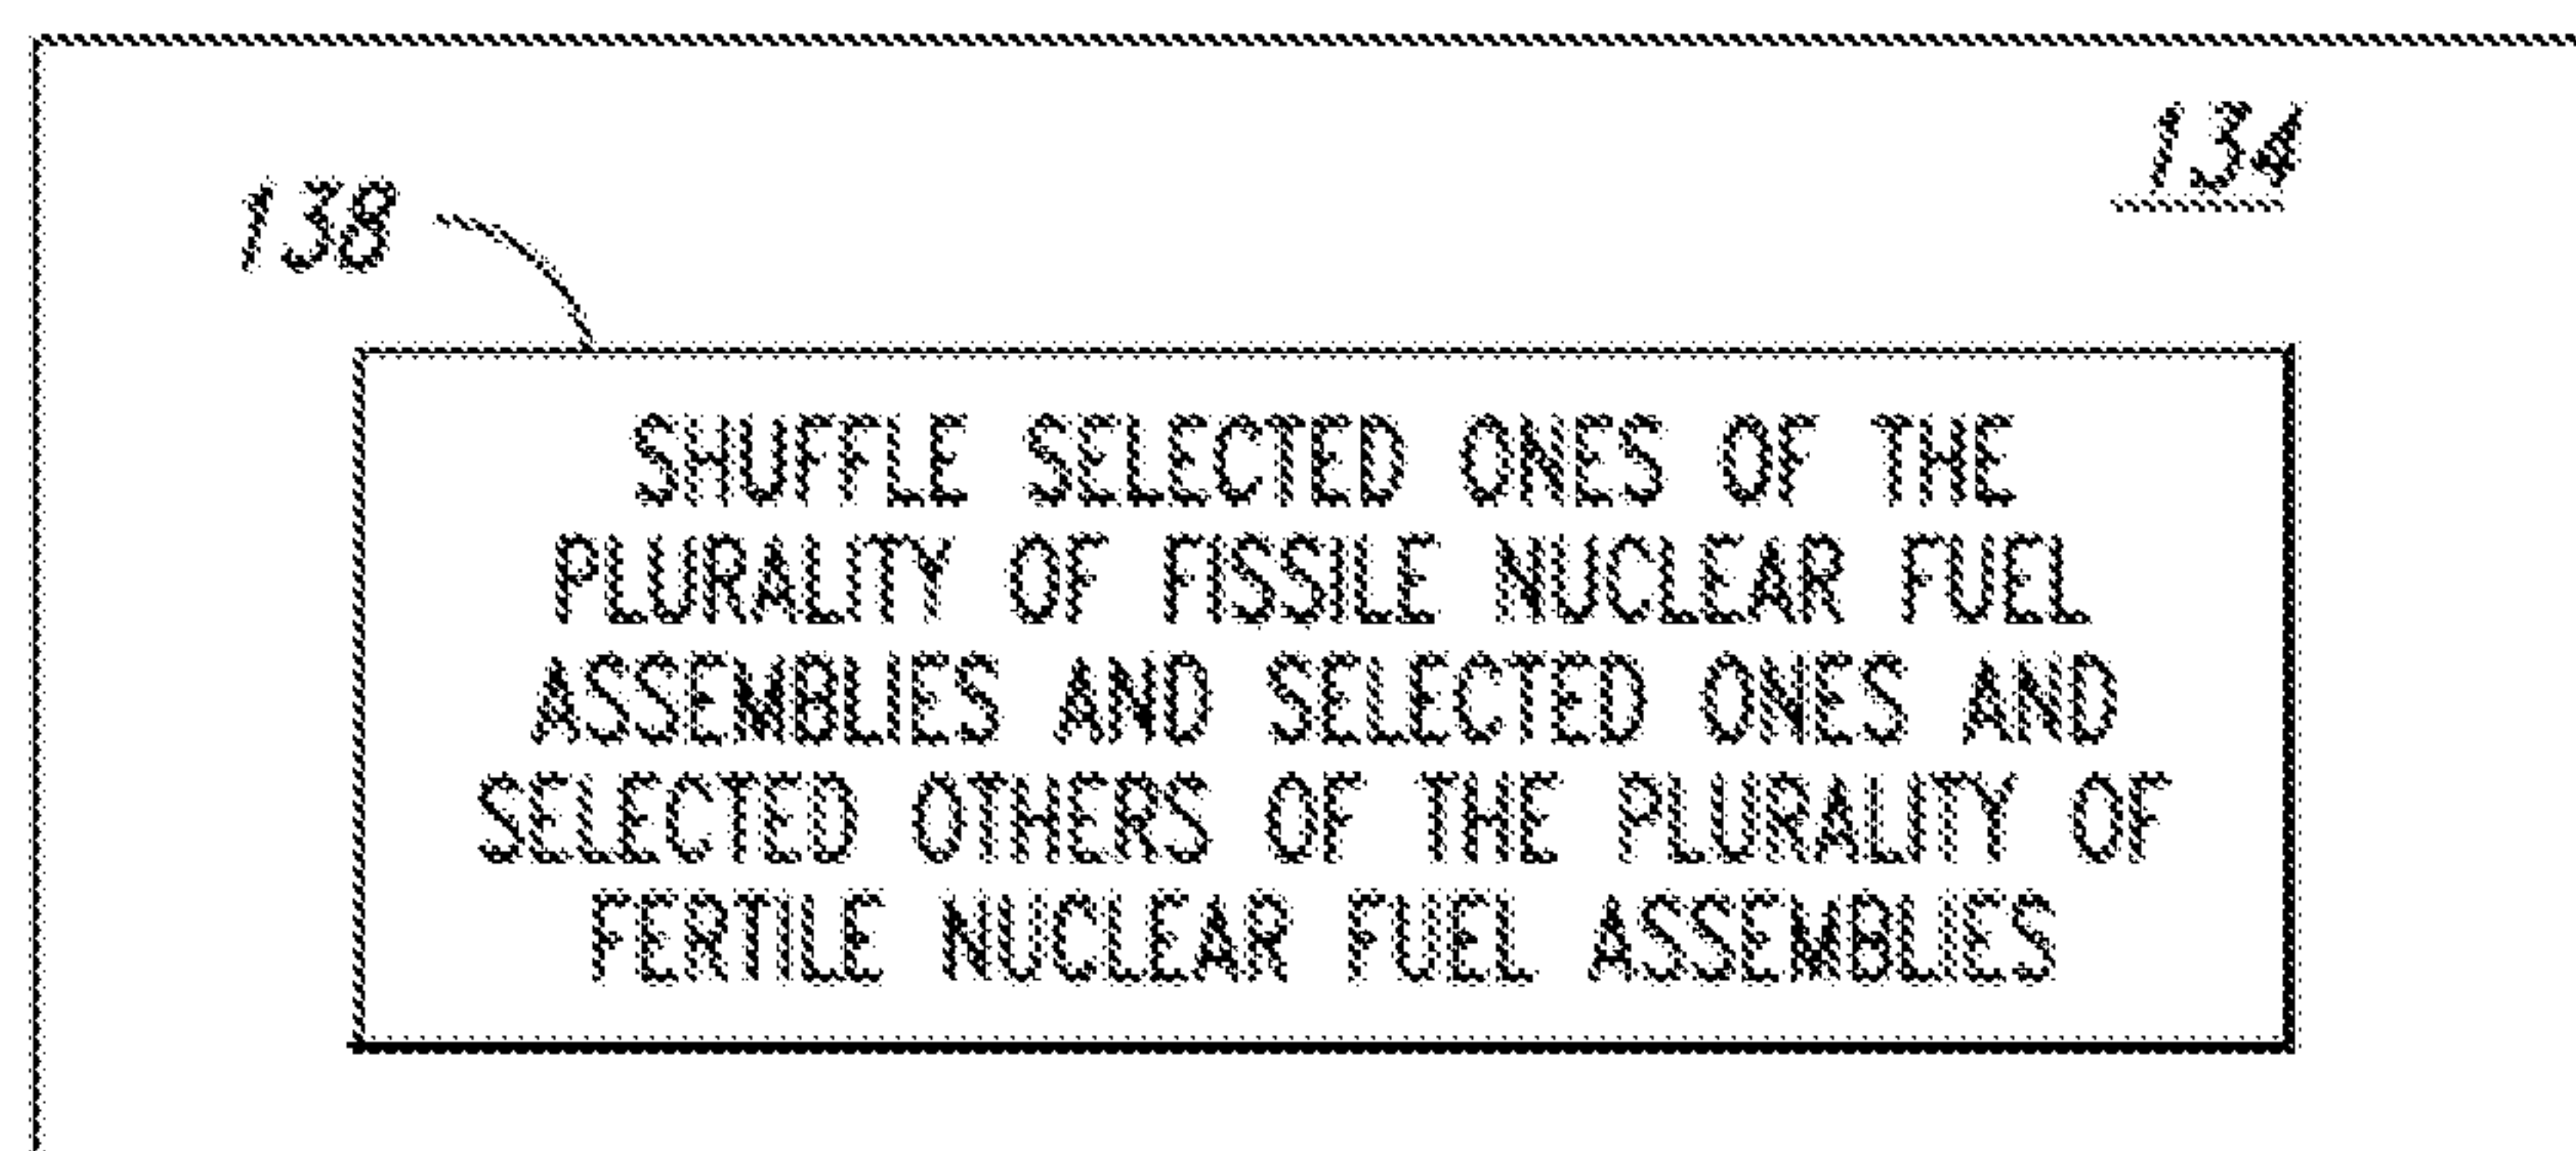 134
138
SHUFFLE SELECTED ONES OF THE
PLURALITY OF FISSILE NUCLEAR FUEL
ASSEMBLIES AND SELECTED ONES AND
SELECTED OTHERS OF THE PLURALITY OF
FERTILE NUCLEAR FUEL ASSEMBLIES